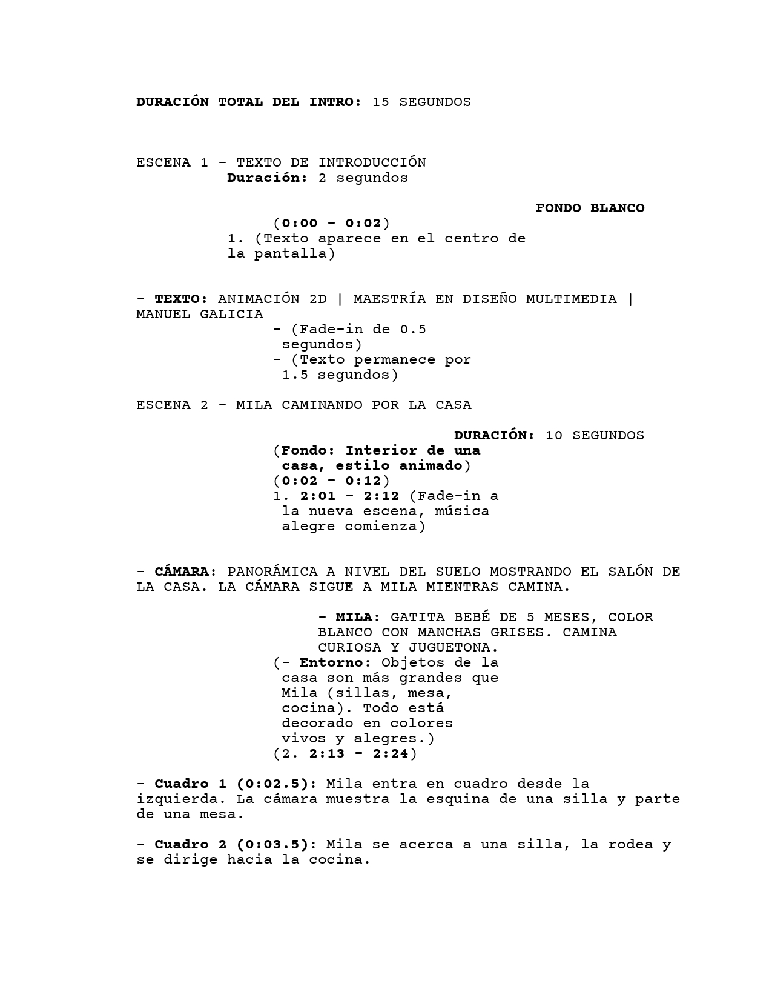 DURACIÓN TOTAL DEL INTRO: 15 SEGUNDOS
ESCENA 1 - TEXTO DE INTRODUCCIÓN
Duración: 2 segundos
FONDO BLANCO
(0:00 - 0:02)
1. (Texto aparece en el centro de
la pantalla)
- TEXTO: ANIMACIÓN 2D | MAESTRÍA EN DISEÑO MULTIMEDIA |
MANUEL GALICIA
- (Fade-in de 0.5
segundos)
- (Texto permanece por
1.5 segundos)
ESCENA 2 - MILA CAMINANDO POR LA CASA
DURACIÓN: 10 SEGUNDOS
(Fondo: Interior de una
casa, estilo animado)
(0:02 - 0:12)
1. 2:01 - 2:12 (Fade-in a
la nueva escena, música
alegre comienza)
- CÁMARA: PANORÁMICA A NIVEL DEL SUELO MOSTRANDO EL SALÓN DE
LA CASA. LA CÁMARA SIGUE A MILA MIENTRAS CAMINA.
- MILA: GATITA BEBÉ DE 5 MESES, COLOR
BLANCO CON MANCHAS GRISES. CAMINA
CURIOSA Y JUGUETONA.
(- Entorno: Objetos de la
casa son más grandes que
Mila (sillas, mesa,
cocina). Todo está
decorado en colores
vivos y alegres.)
(2. 2:13 - 2:24)
- Cuadro 1 (0:02.5): Mila entra en cuadro desde la
izquierda. La cámara muestra la esquina de una silla y parte
de una mesa.
- Cuadro 2 (0:03.5): Mila se acerca a una silla, la rodea y
se dirige hacia la cocina.